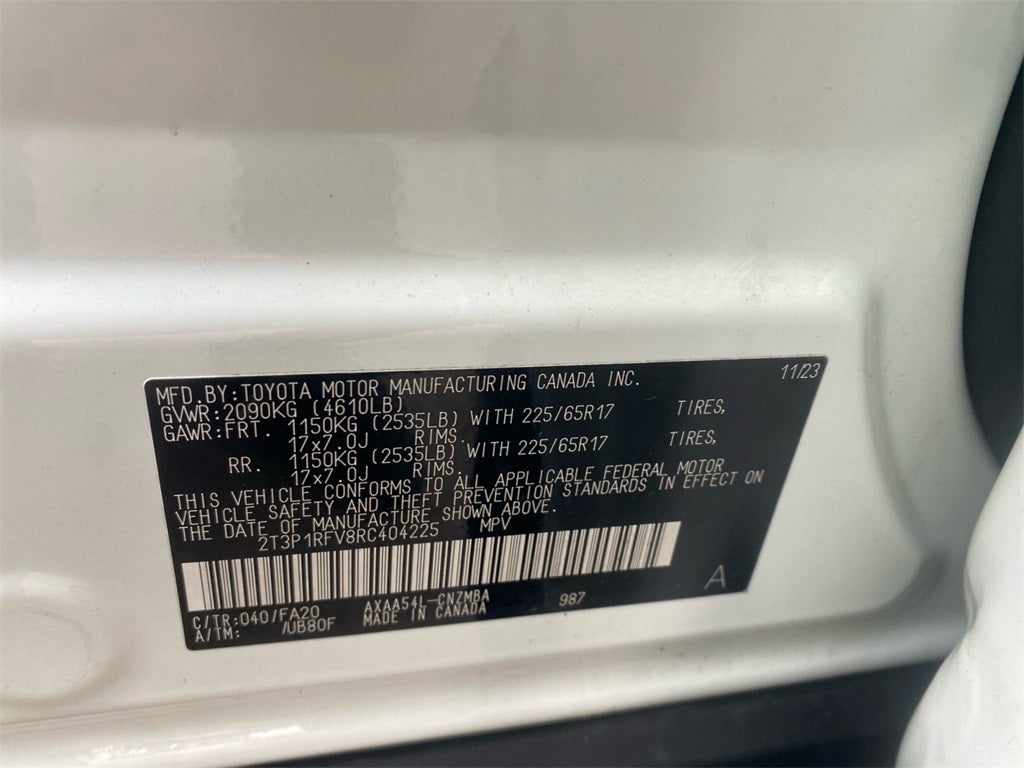 MFD. BY: TOYOTA MOTOR MANUFACTURING CANADA INC. 11/23
GVWR: 2090KG (4610LB)
GAWR: FRT. 1150KG (2535LB) WITH 225/65R17 TIRES,
17x7.0J RIMS.
RR. 1150KG (2535LB) WITH 225/65R17 TIRES,
17x7.0J RIMS.
THIS VEHICLE CONFORMS TO ALL APPLICABLE FEDERAL MOTOR
VEHICLE SAFETY AND THEFT PREVENTION STANDARDS IN EFFECT ON
THE DATE OF MANUFACTURE SHOWN ABOVE.
2T3P1RFV8RC404225 MPV
A
C/TR: 040/FA20 AXAA54L-CNZMBA 987
A/TM: /UB80F MADE IN CANADA